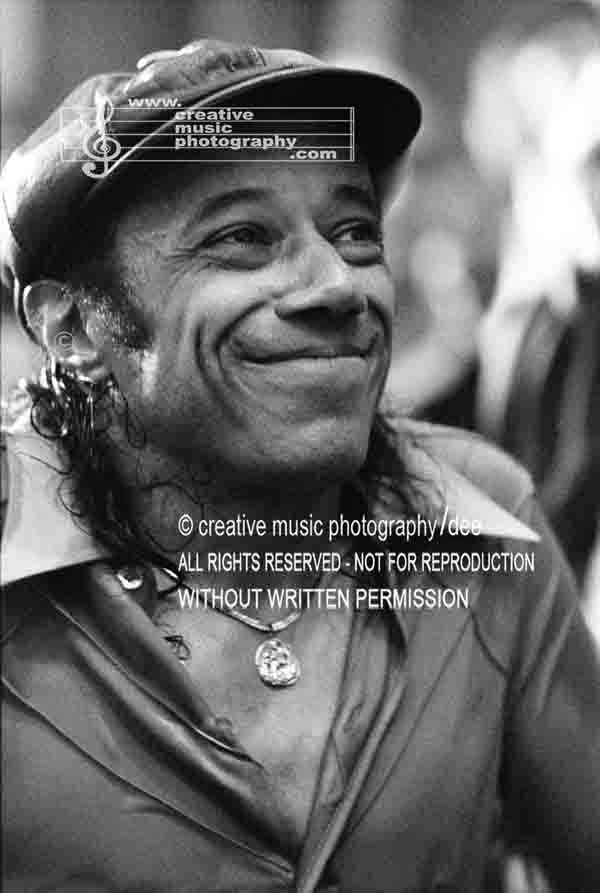 www.
creative
music
photography
.com
©
© creative music photography/dee
ALL RIGHTS RESERVED - NOT FOR REPRODUCTION
WITHOUT WRITTEN PERMISSION